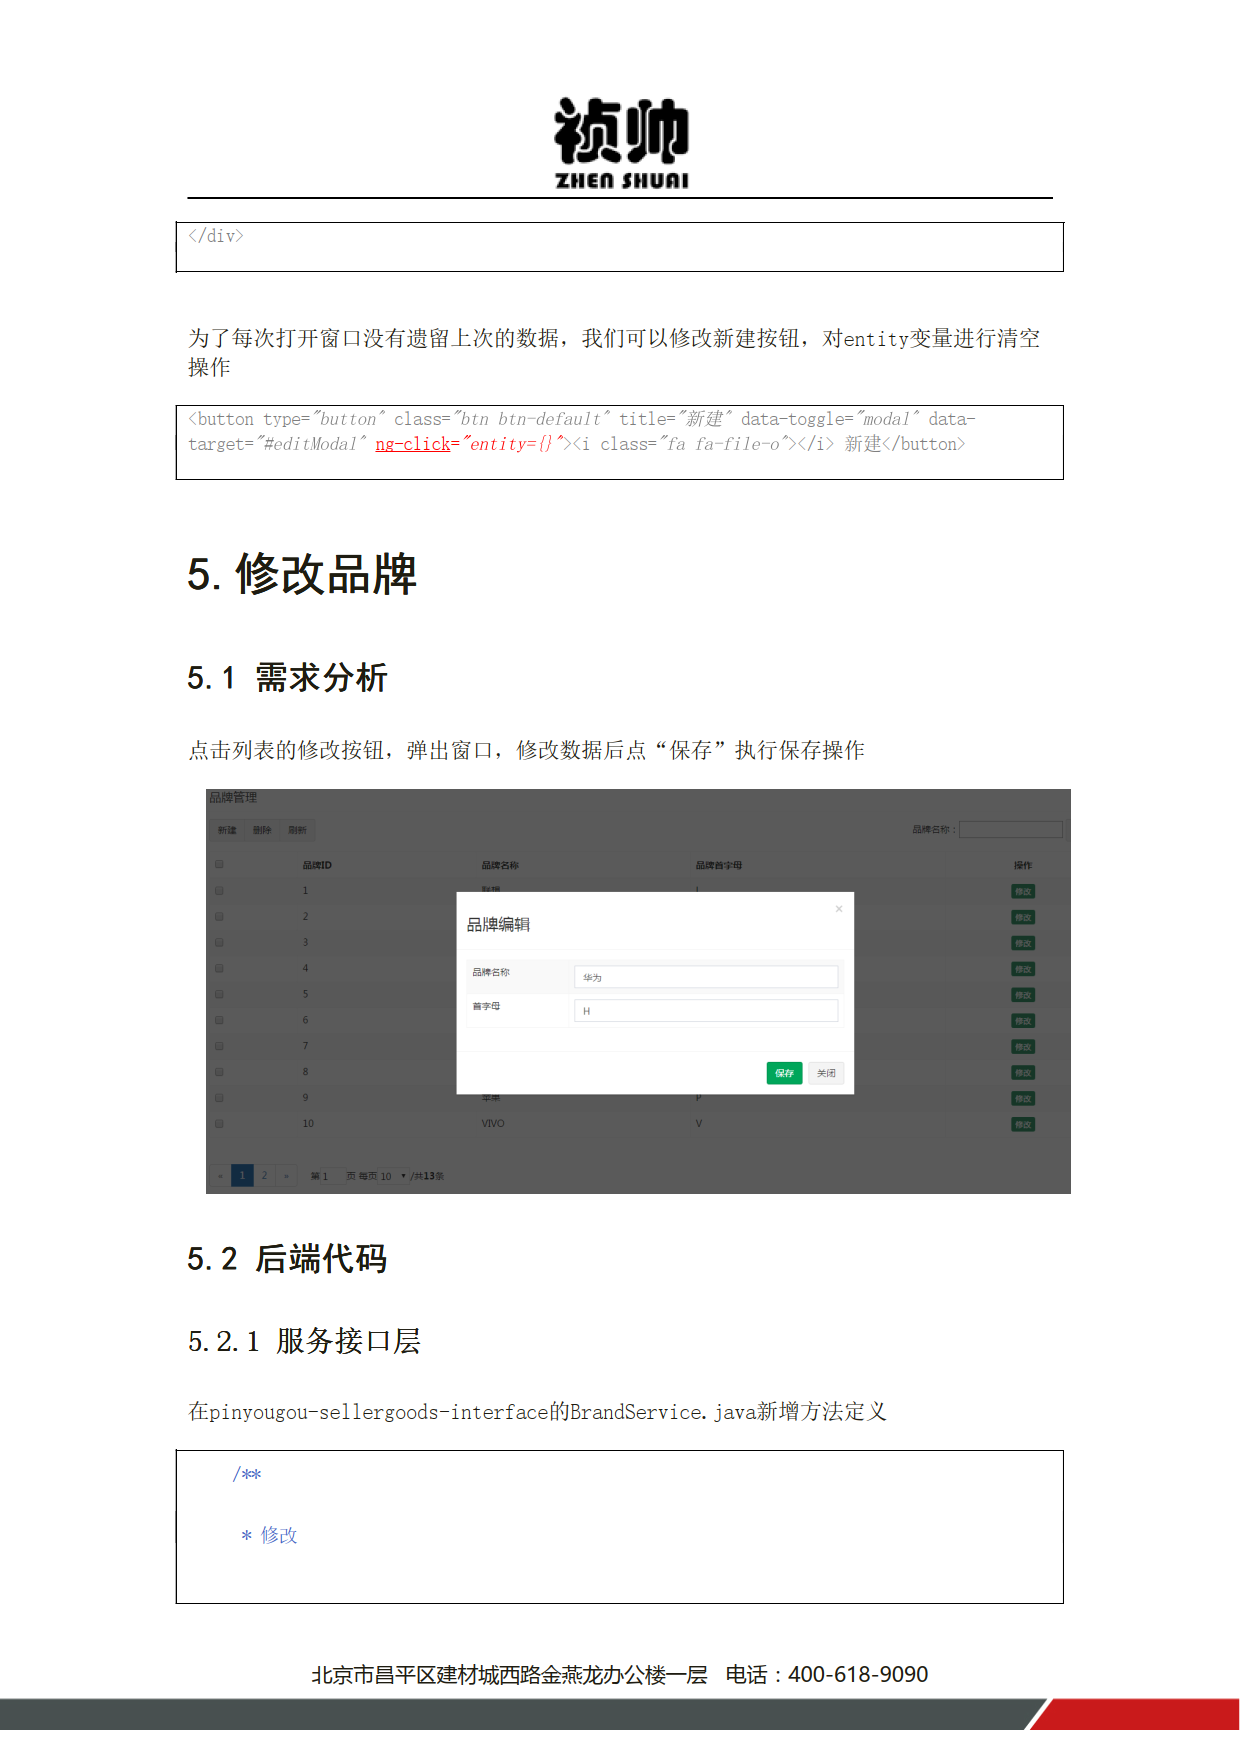 祯帅
ZHEN SHUAI
</div>
为了每次打开窗口没有遗留上次的数据，我们可以修改新建按钮，对entity变量进行清空
操作
<button type="button" class="btn btn-default" title="新建" data-toggle="modal" data-
target="#editModal" ng-click="entity={}"><i class="fa fa-file-o"></i> 新建</button>
5.修改品牌
5.1 需求分析
点击列表的修改按钮，弹出窗口，修改数据后点“保存”执行保存操作
品牌管理
新建 删除 刷新 品牌名称：
品牌ID 品牌名称 品牌首字母 操作
1 修改
2 修改
3 修改
4 修改
5 修改
6 修改
7 修改
8 修改
9 苹果 P 修改
10 VIVO V 修改
×
品牌编辑
品牌名称 华为
首字母 H
保存 关闭
« 1 2 » 第 1 页 每页 10 ▼ /共13条
5.2 后端代码
5.2.1 服务接口层
在pinyougou-sellergoods-interface的BrandService.java新增方法定义
/**
* 修改
北京市昌平区建材城西路金燕龙办公楼一层 电话：400-618-9090